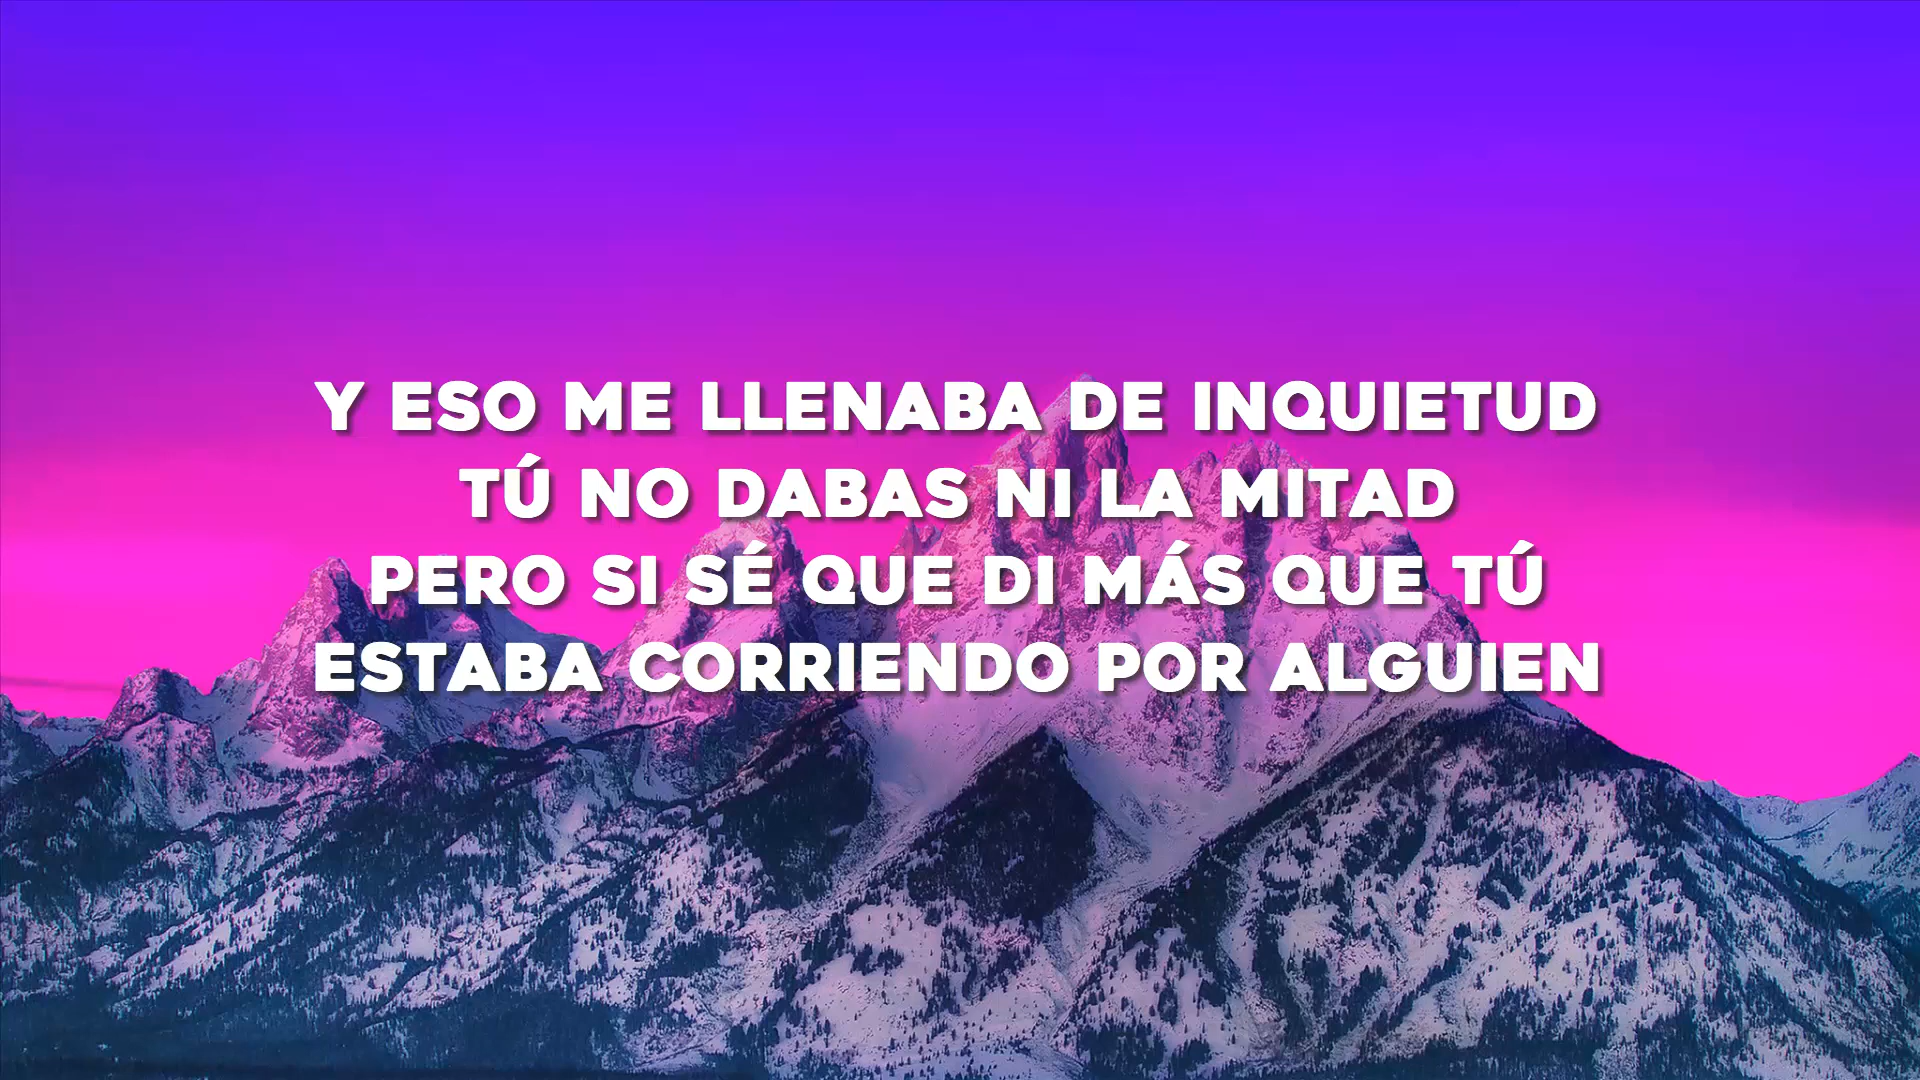 Y ESO ME LLENABA DE INQUIETUD
TÚ NO DABAS NI LA MITAD
PERO SI SÉ QUE DI MÁS QUE TÚ
ESTABA CORRIENDO POR ALGUIEN